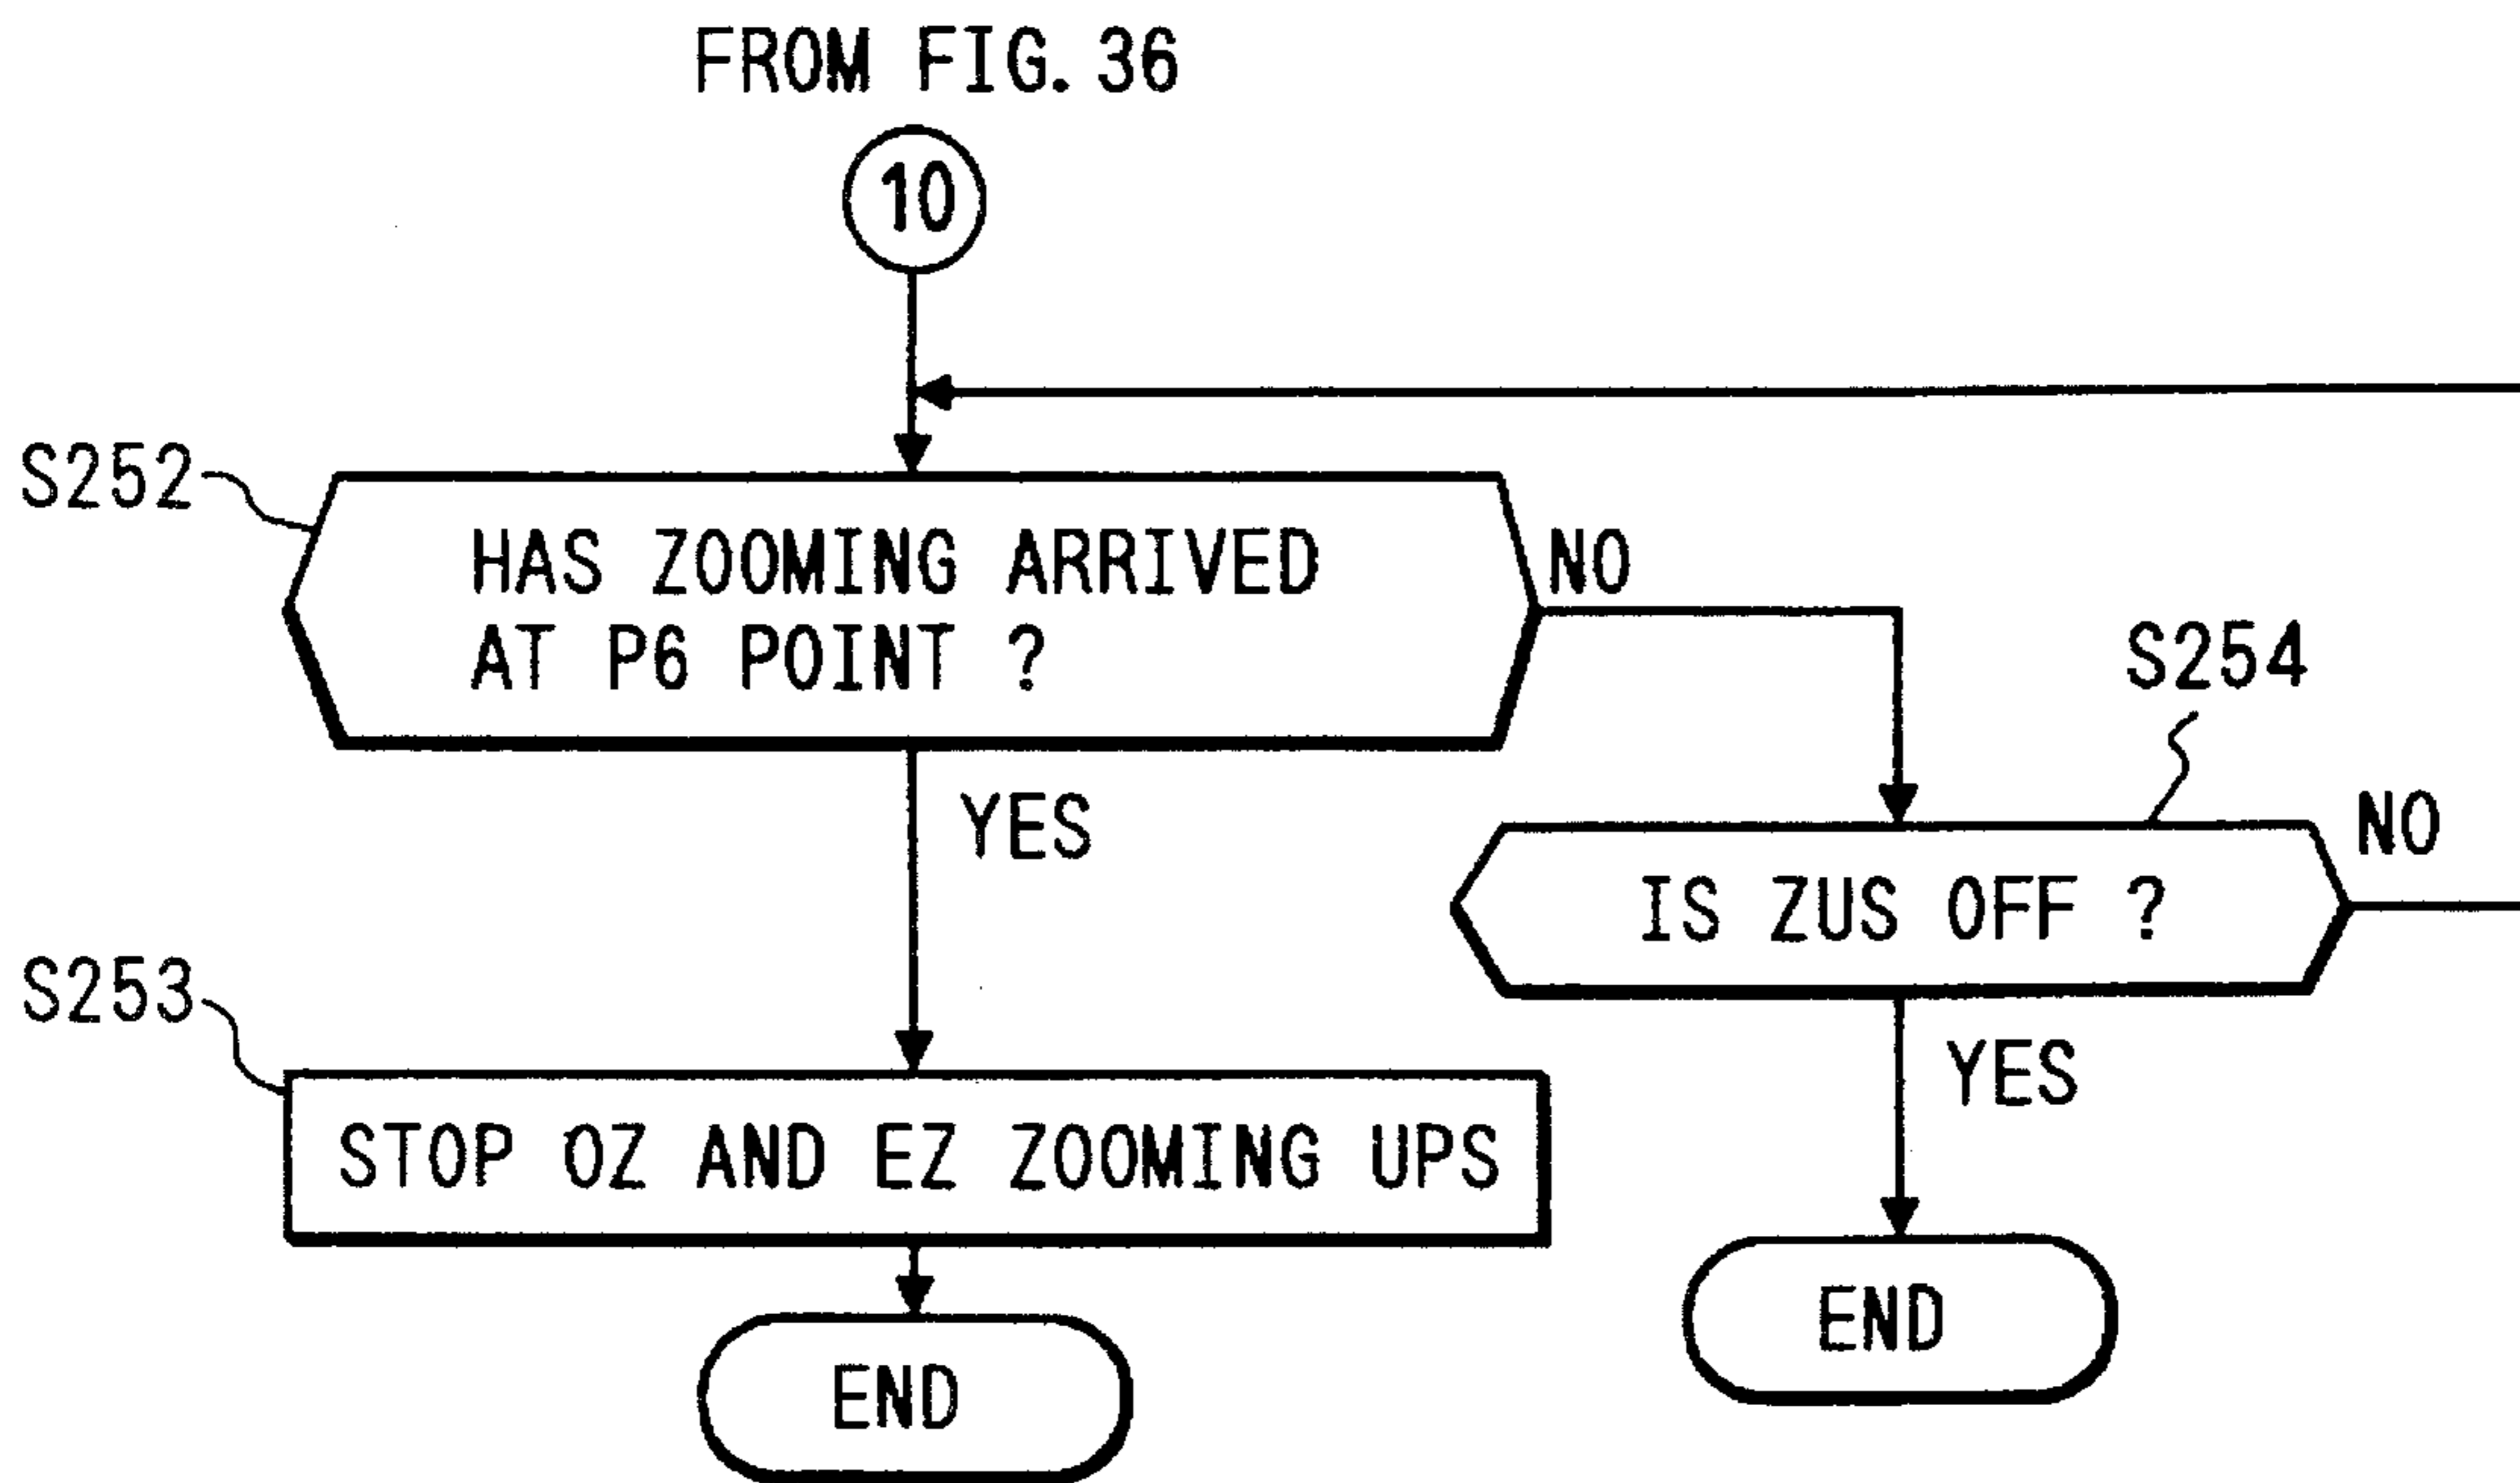 FROM FIG. 36
10
S252
HAS ZOOMING ARRIVED
AT P6 POINT ?
NO
YES
S254
IS ZUS OFF ?
NO
YES
S253
STOP OZ AND EZ ZOOMING UPS
END
END